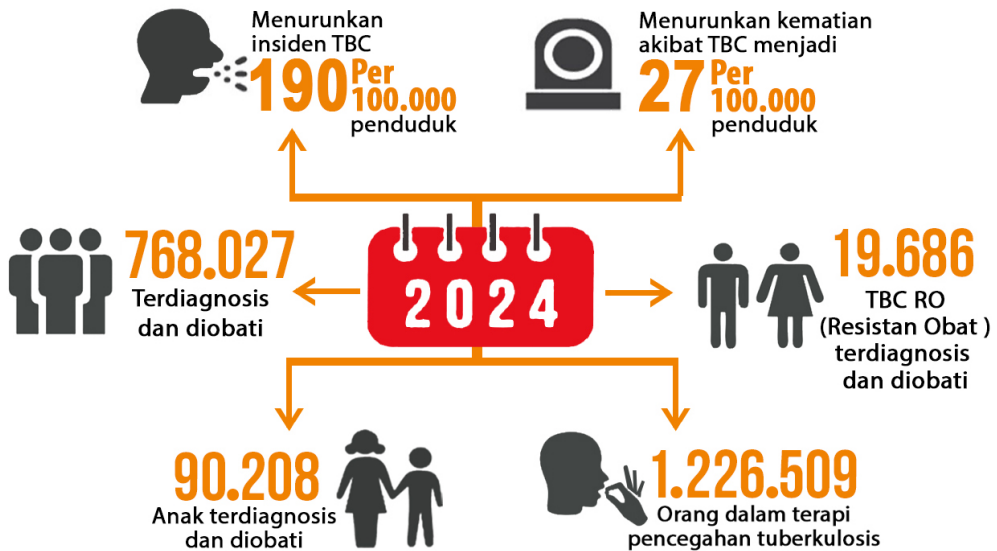 Menurunkan
insiden TBC
190 Per
100.000
penduduk
Menurunkan kematian
akibat TBC menjadi
27 Per
100.000
penduduk
768.027
Terdiagnosis
dan diobati
2024
19.686
TBC RO
(Resistan Obat )
terdiagnosis
dan diobati
90.208
Anak terdiagnosis
dan diobati
1.226.509
Orang dalam terapi
pencegahan tuberkulosis